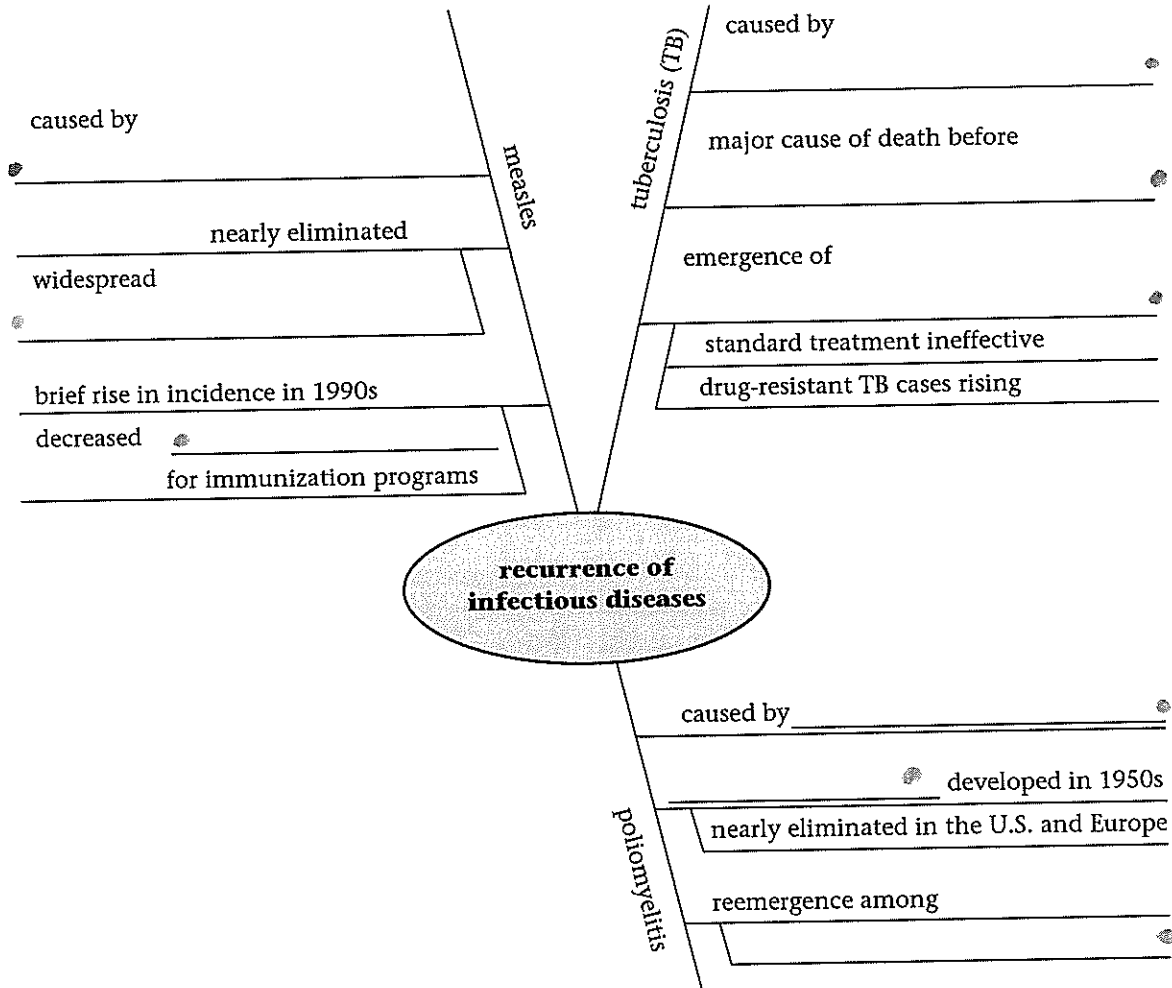 caused by
measles
nearly eliminated
widespread
brief rise in incidence in 1990s
decreased
for immunization programs
tuberculosis (TB)
caused by
major cause of death before
emergence of
standard treatment ineffective
drug-resistant TB cases rising
recurrence of
infectious diseases
poliomyelitis
caused by
developed in 1950s
nearly eliminated in the U.S. and Europe
reemergence among